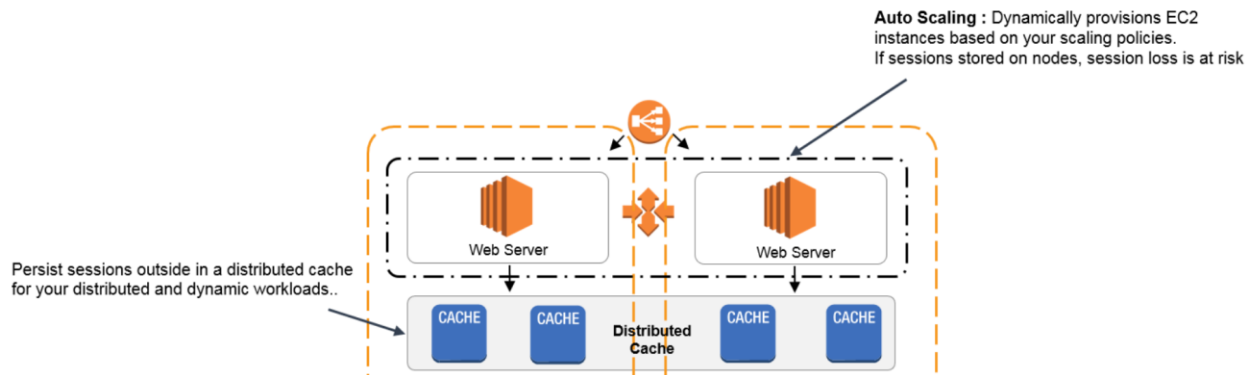 Auto Scaling : Dynamically provisions EC2
instances based on your scaling policies.
If sessions stored on nodes, session loss is at risk
Web Server
Web Server
Persist sessions outside in a distributed cache
for your distributed and dynamic workloads..
CACHE
CACHE
Distributed
Cache
CACHE
CACHE